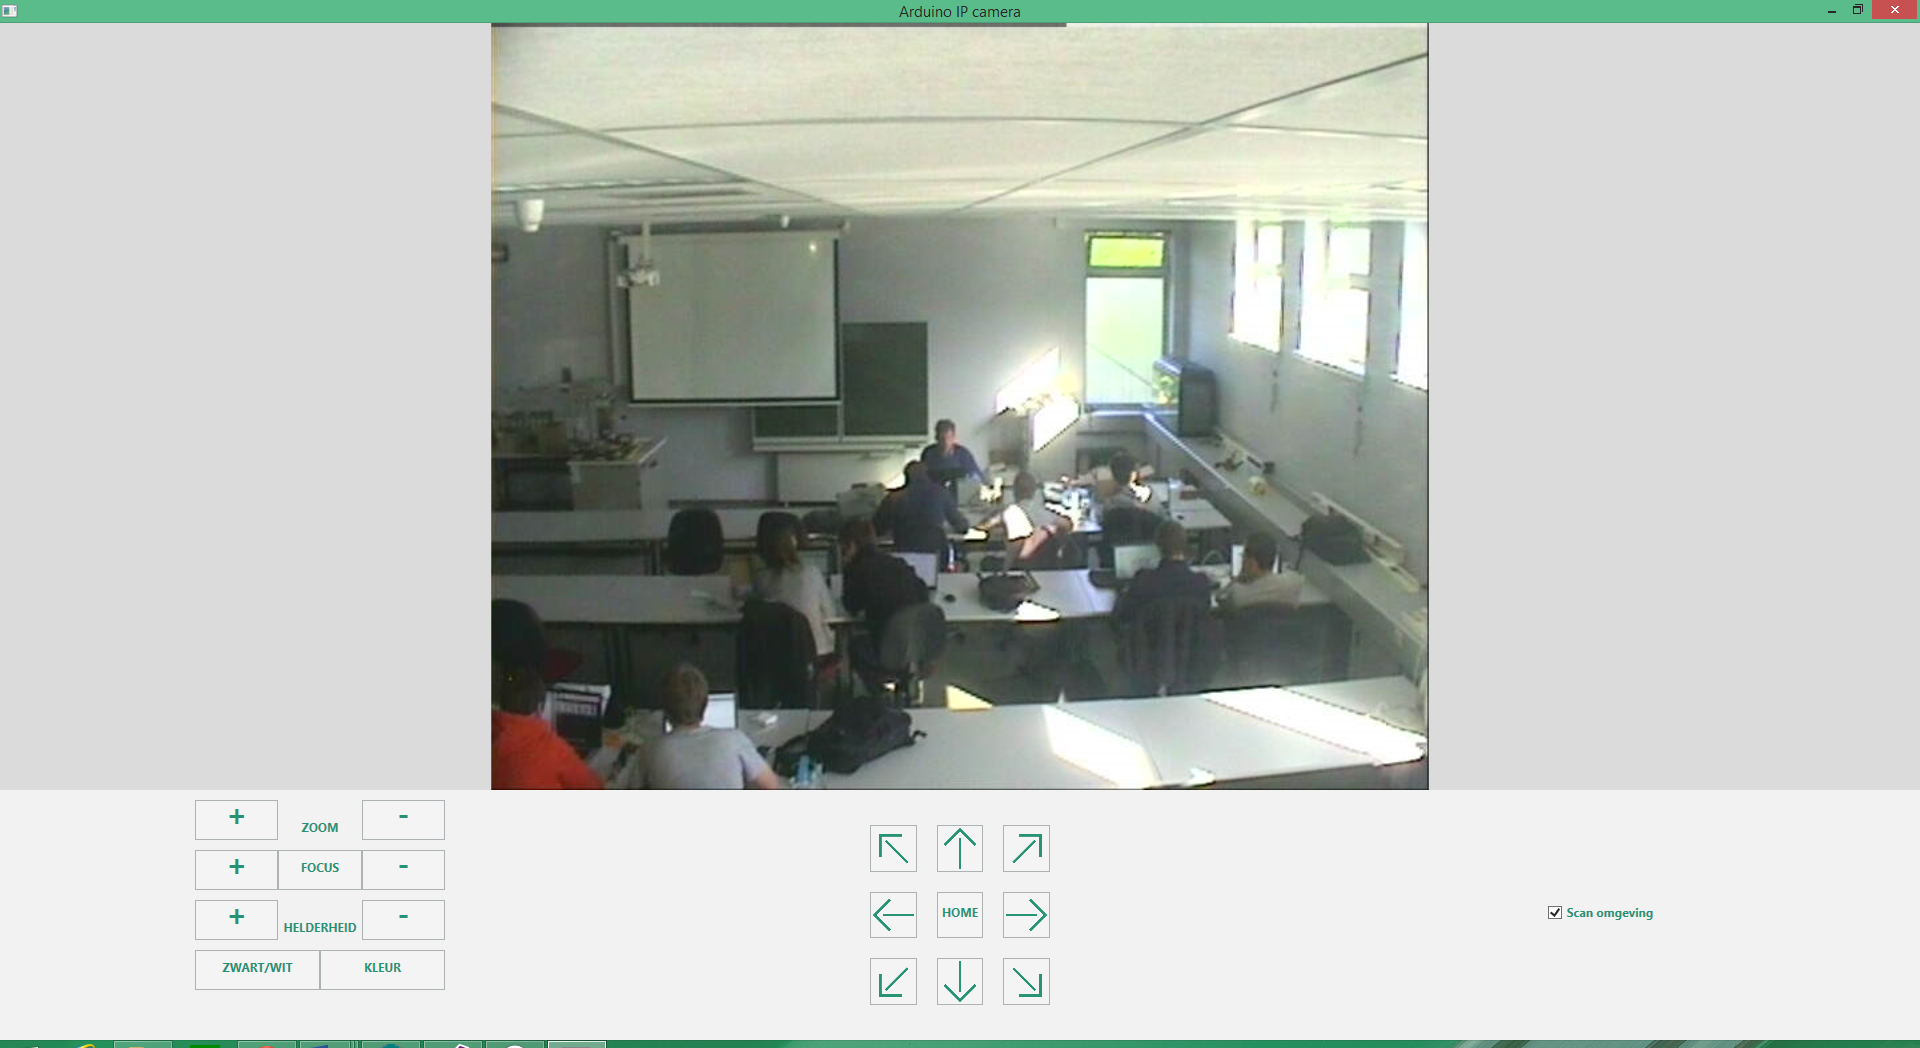 Arduino IP camera
+ ZOOM -
+ FOCUS -
+ HELDERHEID -
ZWART/WIT KLEUR
HOME
Scan omgeving